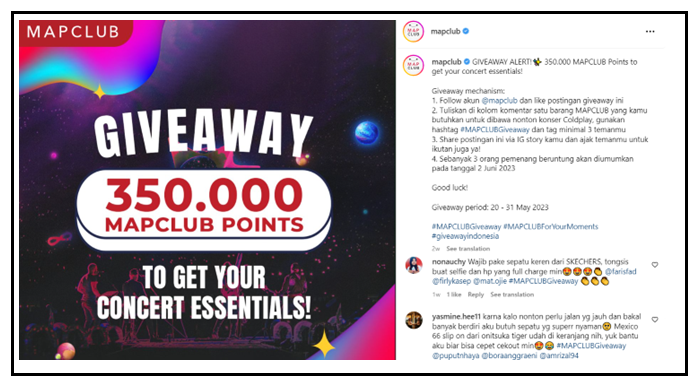 MAPCLUB
GIVEAWAY
350.000
MAPCLUB POINTS
TO GET YOUR
CONCERT ESSENTIALS!
mapclub
mapclub GIVEAWAY ALERT! 350.000 MAPCLUB Points to
get your concert essentials!
Giveaway mechanism:
1. Follow akun @mapclub dan like postingan giveaway ini
2. Tuliskan di kolom komentar satu barang MAPCLUB yang kamu
butuhkan untuk dibawa nonton konser Coldplay, gunakan
hashtag #MAPCLUBGiveaway dan tag minimal 3 temanmu
3. Share postingan ini via IG story kamu dan ajak temanmu untuk
ikutan juga ya!
4. Sebanyak 3 orang pemenang beruntung akan diumumkan
pada tanggal 2 Juni 2023
Good luck!
Giveaway period: 20 - 31 May 2023
#MAPCLUBGiveaway #MAPCLUBForYourMoments
#giveawayindonesia
2w See translation
nonauchy Wajib pake sepatu keren dari SKECHERS, tongsis
buat selfie dan hp yang full charge min🥵🥵🥵👏 @farisfad
@firlykasep @mat.ojie #MAPCLUBGiveaway 👏👏👏
1w 1 like Reply See translation
yasmine.hee11 karna kalo nonton perlu jalan yg jauh dan bakal
banyak berdiri aku butuh sepatu yg superr nyaman🥺 Mexico
66 slip on dari onitsuka tiger udah di keranjang nih, yuk bantu
aku biar bisa cepet cekout min🥵😂 #MAPCLUBGiveaway
@puputnhaya @boraanggraeni @amrizal94